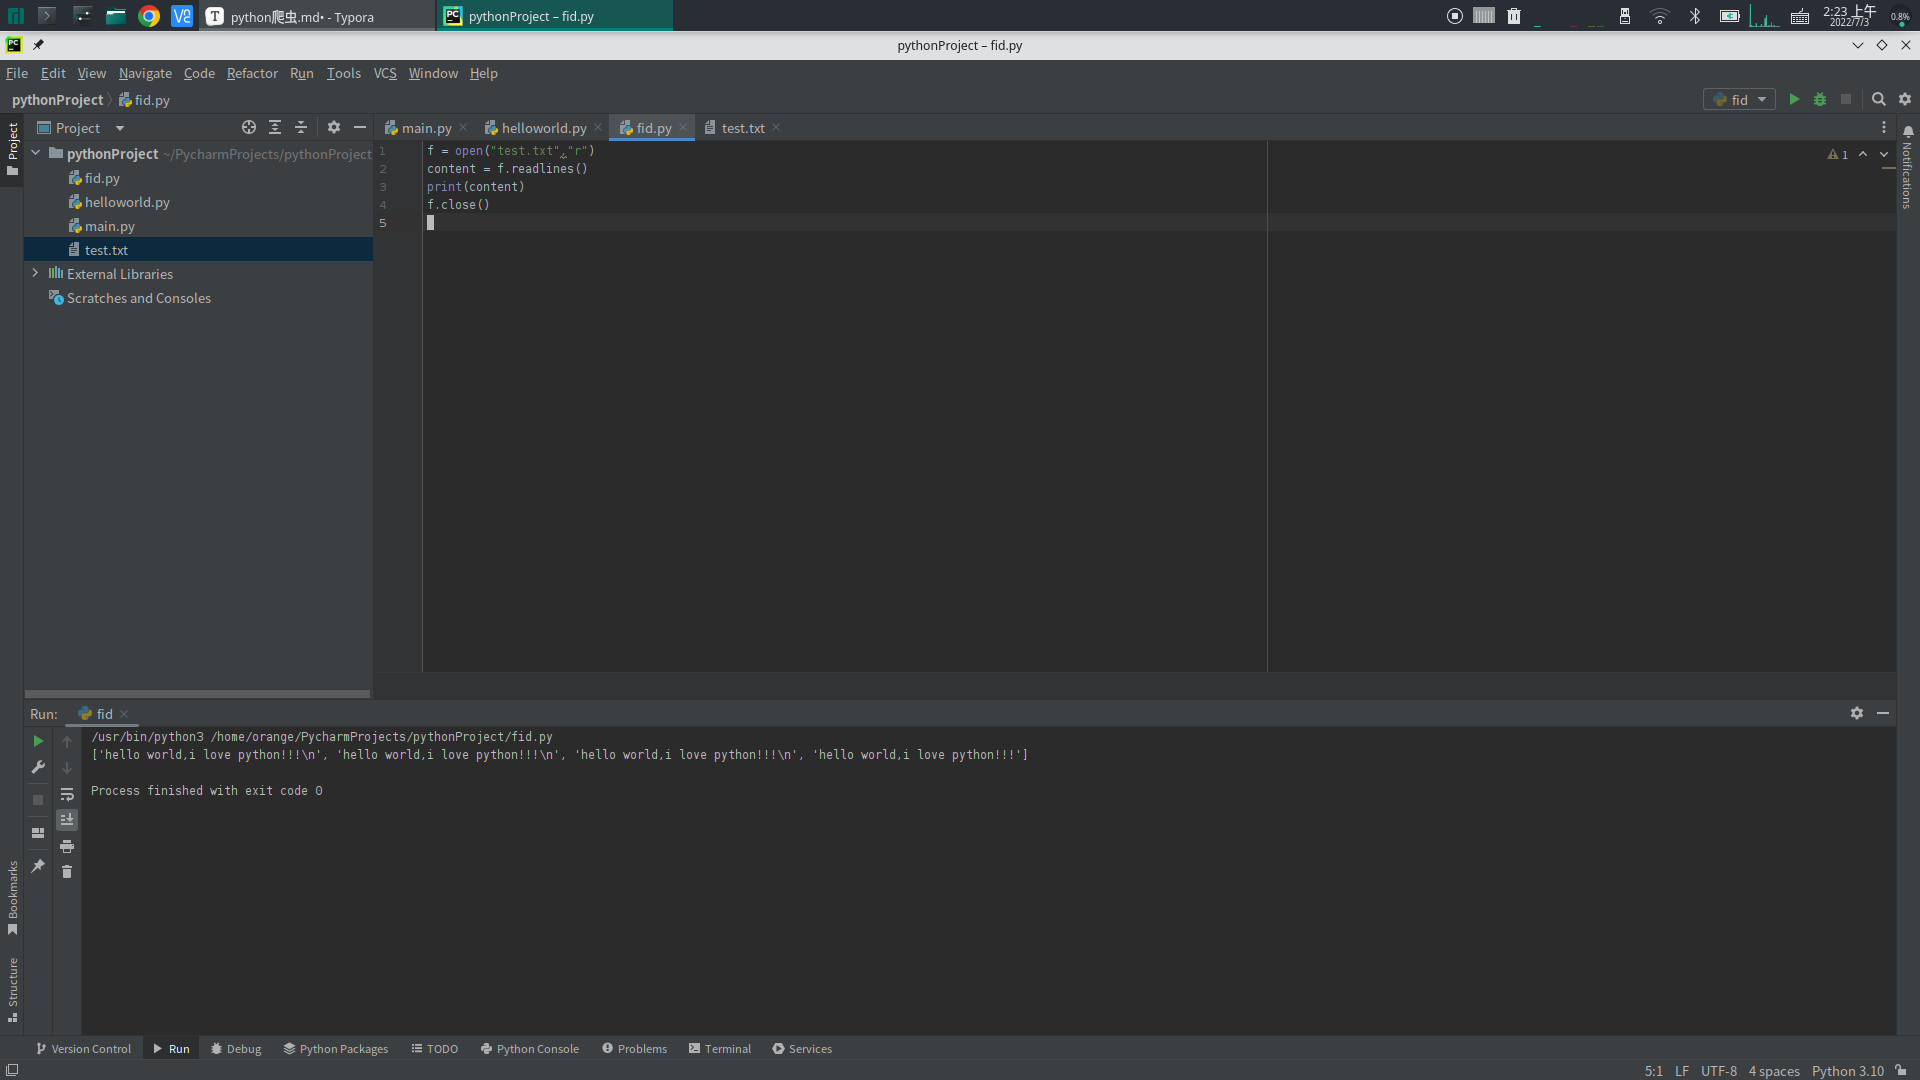 python爬虫.md• - Typora
pythonProject – fid.py
2:23 上午
2022/7/3
0.8%
pythonProject – fid.py
File Edit View Navigate Code Refactor Run Tools VCS Window Help
pythonProject fid.py
fid
Project
Project
main.py
helloworld.py
fid.py
test.txt
pythonProject ~/PycharmProjects/pythonProject
fid.py
helloworld.py
main.py
test.txt
External Libraries
Scratches and Consoles
1 f = open("test.txt","r")
2 content = f.readlines()
3 print(content)
4 f.close()
5
1
Notifications
Run: fid
/usr/bin/python3 /home/orange/PycharmProjects/pythonProject/fid.py
['hello world,i love python!!!\n', 'hello world,i love python!!!\n', 'hello world,i love python!!!\n', 'hello world,i love python!!!']
Process finished with exit code 0
Bookmarks
Structure
Version Control Run Debug Python Packages TODO Python Console Problems Terminal Services
5:1 LF UTF-8 4 spaces Python 3.10